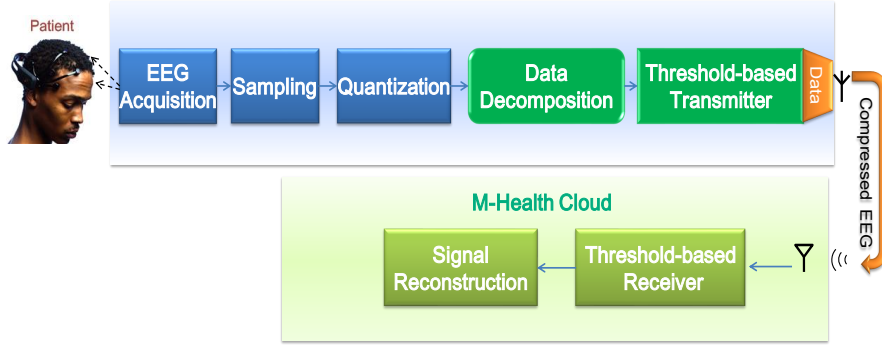 Patient
EEG
Acquisition
Sampling
Quantization
Data
Decomposition
Threshold-based
Transmitter
Data
Compressed EEG
M-Health Cloud
Signal
Reconstruction
Threshold-based
Receiver